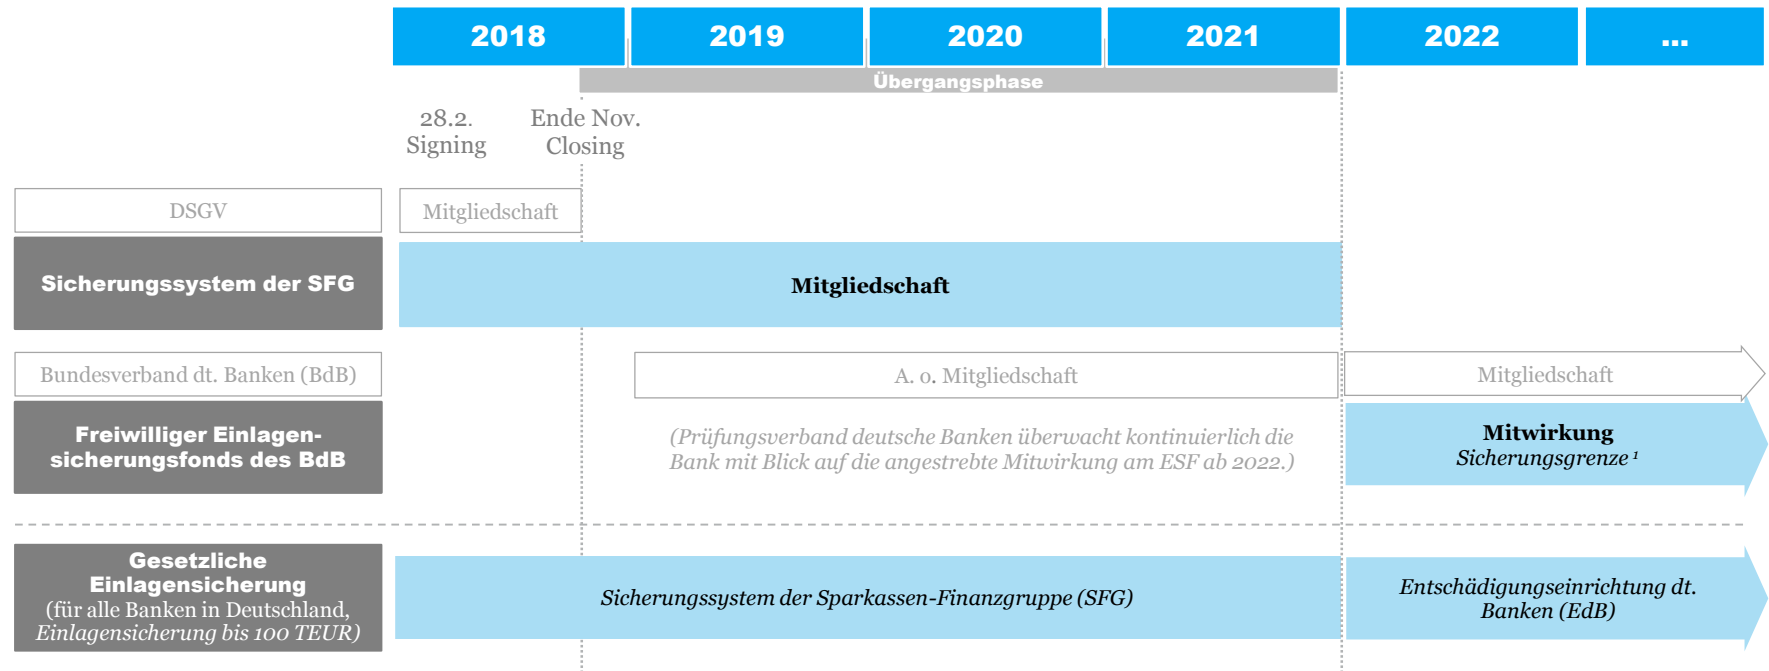 2018
2019
2020
2021
2022
...
Übergangsphase
28.2.
Signing
Ende Nov.
Closing
DSGV
Mitgliedschaft
Sicherungssystem der SFG
Mitgliedschaft
Bundesverband dt. Banken (BdB)
A. o. Mitgliedschaft
Mitgliedschaft
Freiwilliger Einlagen-
sicherungsfonds des BdB
(Prüfungsverband deutsche Banken überwacht kontinuierlich die
Bank mit Blick auf die angestrebte Mitwirkung am ESF ab 2022.)
Mitwirkung
Sicherungsgrenze ¹
Gesetzliche
Einlagensicherung
(für alle Banken in Deutschland,
Einlagensicherung bis 100 TEUR)
Sicherungssystem der Sparkassen-Finanzgruppe (SFG)
Entschädigungseinrichtung dt.
Banken (EdB)